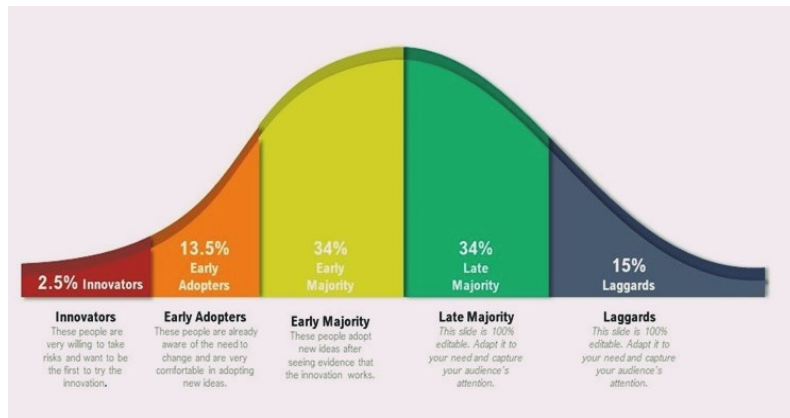 2.5% Innovators
13.5%
Early
Adopters
34%
Early
Majority
34%
Late
Majority
15%
Laggards
Innovators
These people are
very willing to take
risks and want to be
the first to try the
innovation.
Early Adopters
These people are already
aware of the need to
change and are very
comfortable in adopting
new ideas.
Early Majority
These people adopt
new ideas after
seeing evidence that
the innovation works.
Late Majority
This slide is 100%
editable. Adapt it to
your need and capture
your audience's
attention.
Laggards
This slide is 100%
editable. Adapt it to
your need and capture
your audience's
attention.